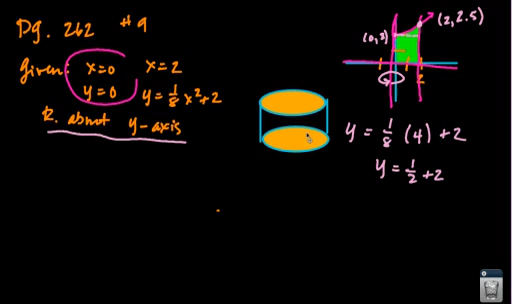 Pg. 262 #9
Given: x=0 x=2
y=0 y=1/8 x²+2
R. about y-axis
(2,2.5)
(0,2)
2
y = 1/8 (4) +2
y = 1/2 +2